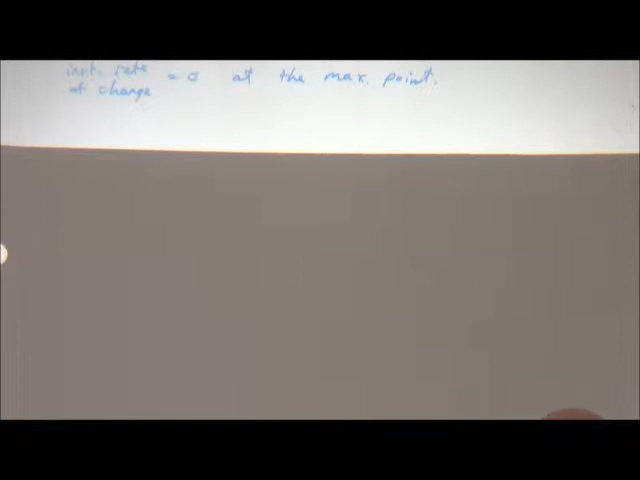 inst. rate
of change = 0 at the max. point.